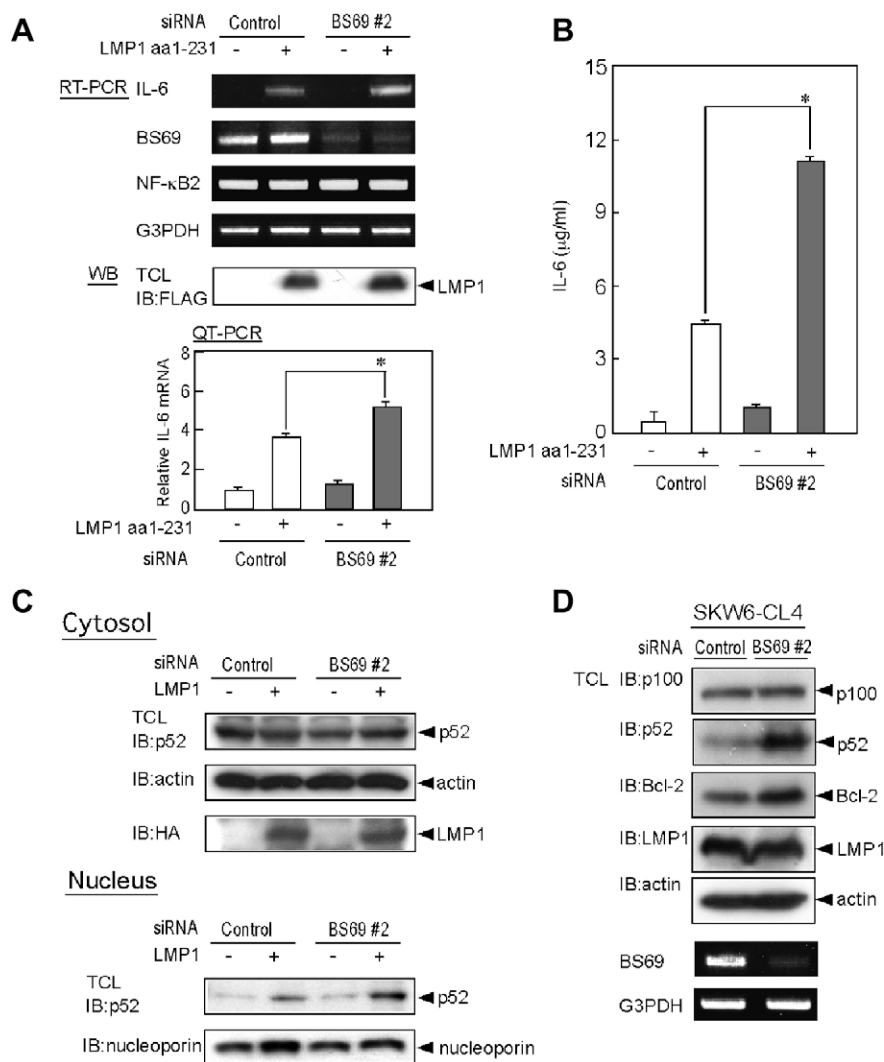 A
siRNA Control BS69 #2
LMP1 aa1-231 - + - +
RT-PCR IL-6
BS69
NF-κB2
G3PDH
WB TCL
IB:FLAG
LMP1
QT-PCR
Relative IL-6 mRNA
8
6
4
2
0
*
LMP1 aa1-231 - + - +
siRNA Control BS69 #2
B
IL-6 (µg/ml)
15
12
9
6
3
0
*
LMP1 aa1-231 - + - +
siRNA Control BS69 #2
C
Cytosol
siRNA Control BS69 #2
LMP1 - + - +
TCL
IB:p52
p52
IB:actin
actin
IB:HA
LMP1
Nucleus
siRNA Control BS69 #2
LMP1 - + - +
TCL
IB:p52
p52
IB:nucleoporin
nucleoporin
D
SKW6-CL4
siRNA Control BS69 #2
TCL IB:p100
p100
IB:p52
p52
IB:Bcl-2
Bcl-2
IB:LMP1
LMP1
IB:actin
actin
BS69
G3PDH